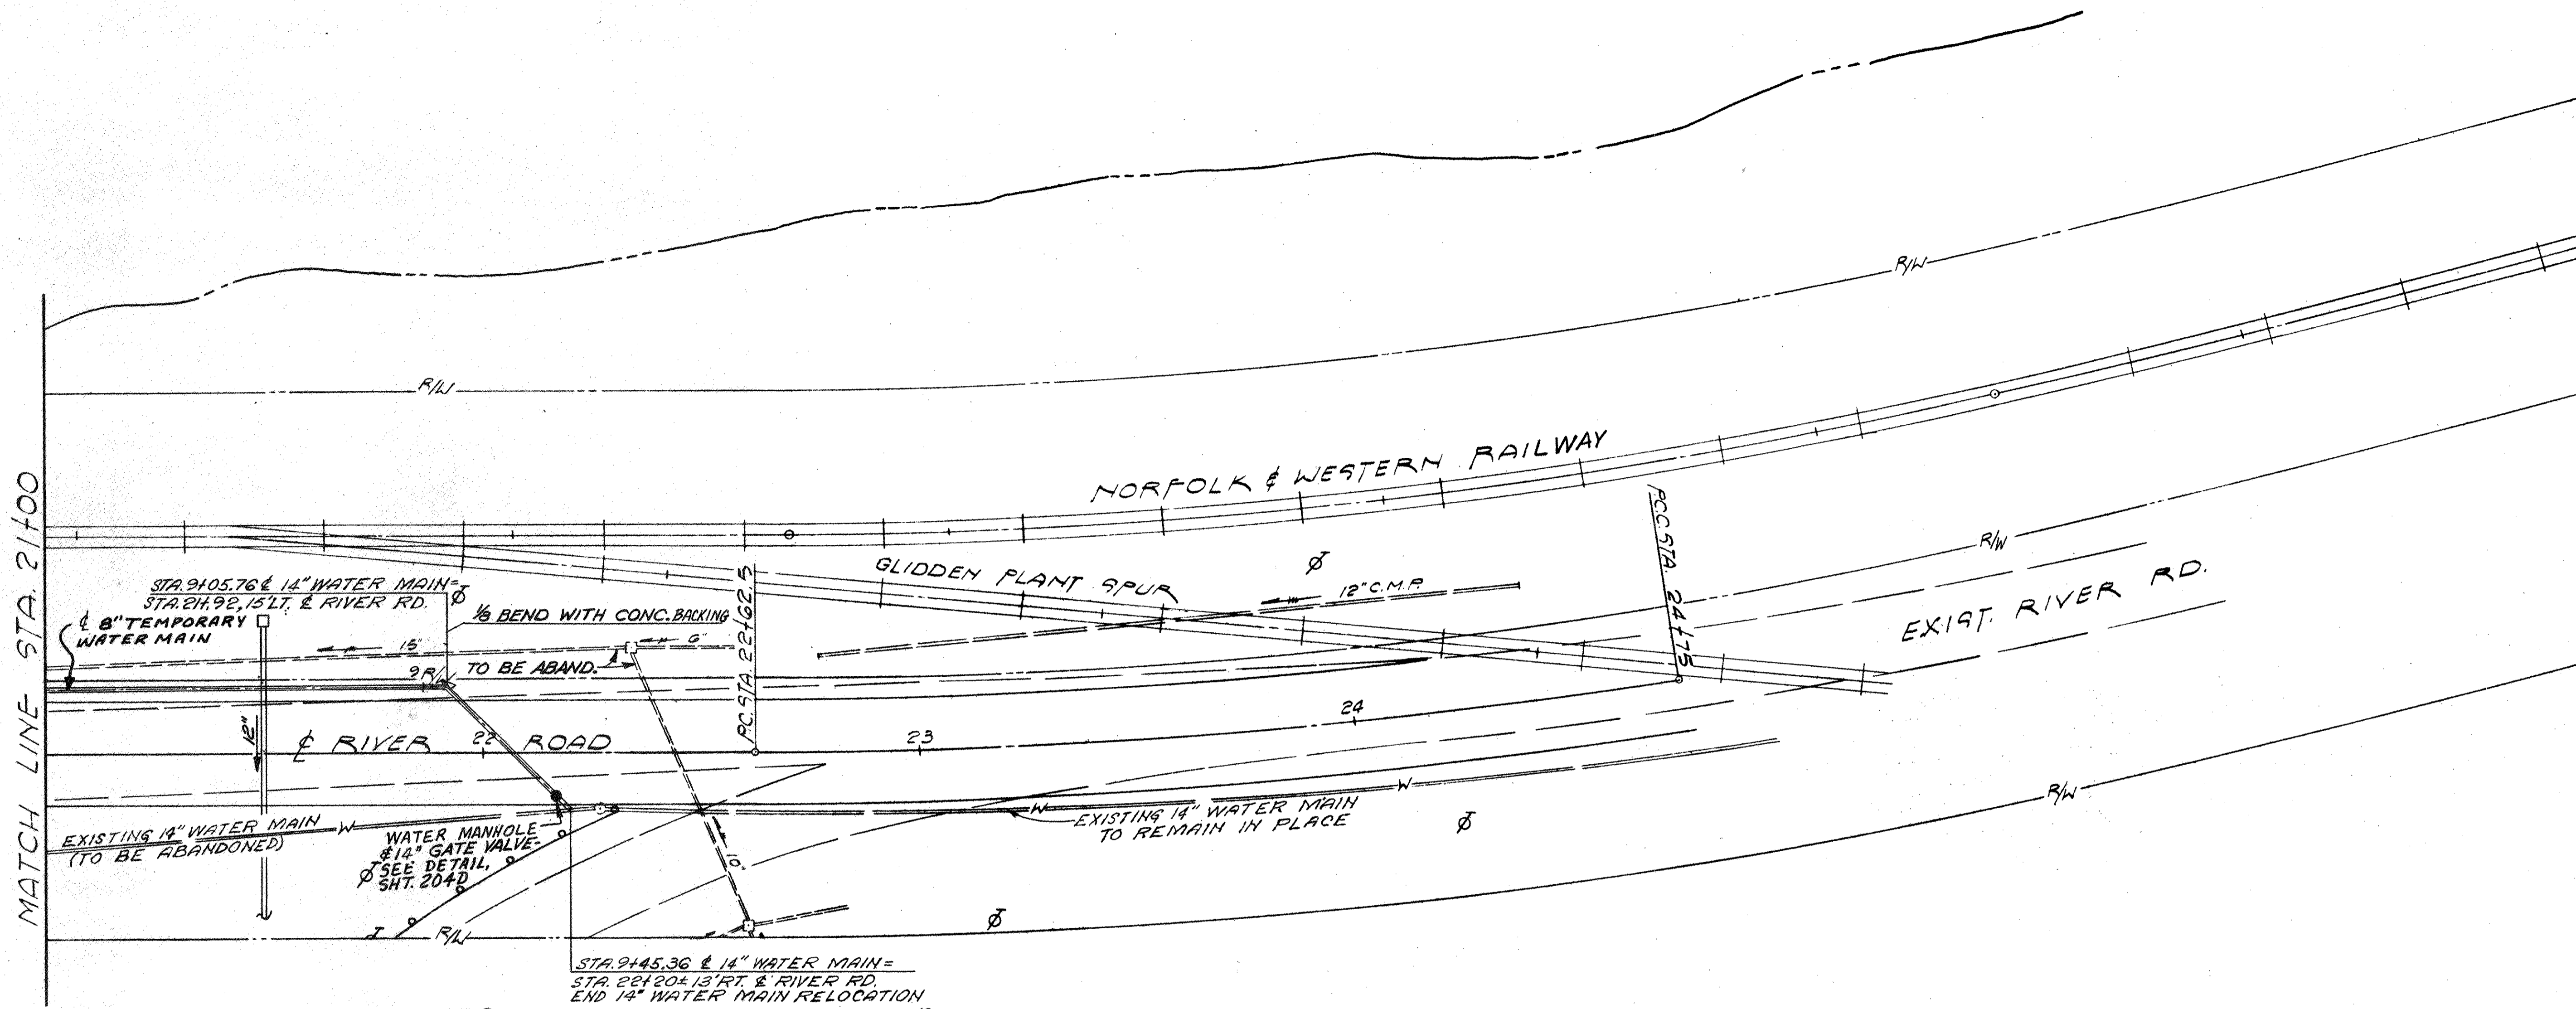 R/W
R/W
NORFOLK & WESTERN RAILWAY
MATCH LINE STA. 21+00
P.C.C. STA. 24+75
R/W
EXIST. RIVER RD.
GLIDDEN PLANT SPUR
12" C.M.P.
STA. 9+05.76 ℄ 14" WATER MAIN=
STA. 21+92, 15' LT. ℄ RIVER RD.
⅛ BEND WITH CONC. BACKING
℄ 8" TEMPORARY
WATER MAIN
P.C. STA. 22+62.5
15"
6"
TO BE ABAND.
12"
℄ RIVER ROAD
22
23
24
W
W
W
R/W
EXISTING 14" WATER MAIN
(TO BE ABANDONED)
WATER MANHOLE
& 14" GATE VALVE-
SEE DETAIL,
SHT. 204D
EXISTING 14" WATER MAIN
TO REMAIN IN PLACE
10"
R/W
STA. 9+45.36 ℄ 14" WATER MAIN=
STA. 22+20± 13' RT. ℄ RIVER RD.
END 14" WATER MAIN RELOCATION